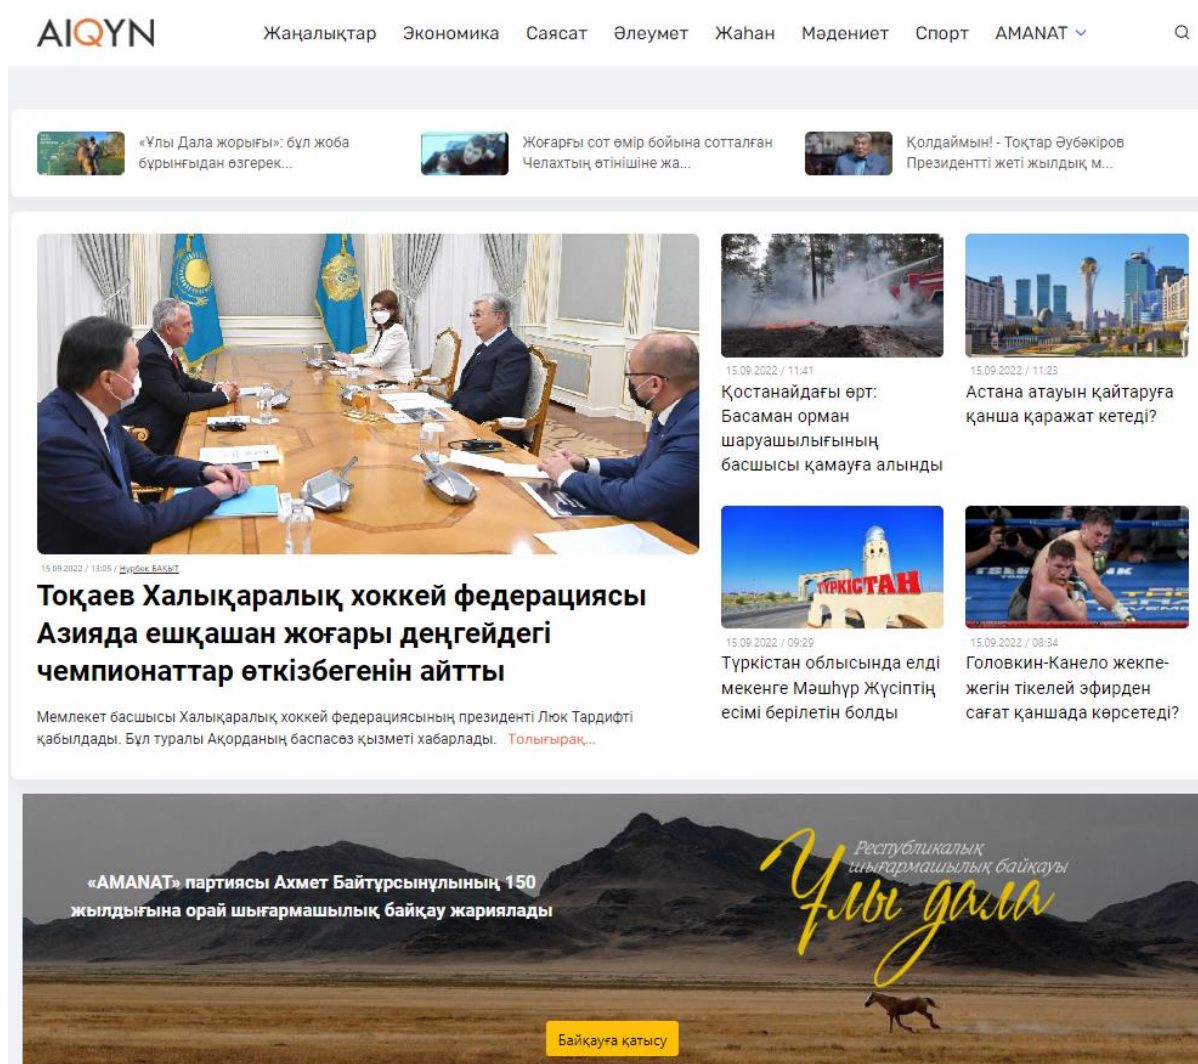 AIQYN
Жаңалықтар Экономика Саясат Әлеумет Жаһан Мәдениет Спорт AMANAT
«Ұлы Дала жорығы»: бұл жоба
бұрынғыдан өзгерек...
Жоғарғы сот өмір бойына сотталған
Челахтың өтінішіне жа...
Қолдаймын! - Тоқтар Әубәкіров
Президентті жеті жылдық м...
15.09.2022 / 13:05 / Нұрбек БАҚЫТ
Тоқаев Халықаралық хоккей федерациясы
Азияда ешқашан жоғары деңгейдегі
чемпионаттар өткізбегенін айтты
Мемлекет басшысы Халықаралық хоккей федерациясының президенті Люк Тардифті
қабылдады. Бұл туралы Ақорданың баспасөз қызметі хабарлады. Толығырақ...
15.09.2022 / 11:41
Қостанайдағы өрт:
Басаман орман
шаруашылығының
басшысы қамауға алынды
15.09.2022 / 11:23
Астана атауын қайтаруға
қанша қаражат кетеді?
ТҮРКІСТАН
15.09.2022 / 09:29
Түркістан облысында елді
мекенге Мәшһүр Жүсіптің
есімі берілетін болды
15.09.2022 / 08:34
Головкин-Канело жекпе-
жегін тікелей эфирден
сағат қаншада көрсетеді?
«AMANAT» партиясы Ахмет Байтұрсынұлының 150
жылдығына орай шығармашылық байқау жариялады
Республикалық
шығармашылық байқауы
Ұлы дала
Байқауға қатысу